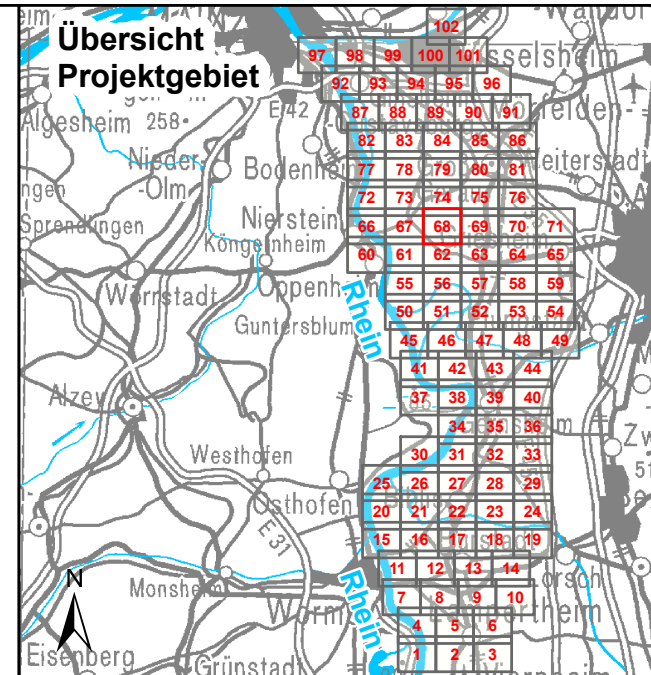 Übersicht
Projektgebiet
102
97 98 99 100 101
sselsheim
92 93 94 95 96
87 88 89 90 91
Algesheim 258
E 42
felden-
82 83 84 85 86
Nieder-
-Olm
Bodenheim
77 78 79 80 81
eiterstadt
72 73 74 75 76
Sprendlingen
Nierstein
66 67 68 69 70 71
Köngernheim
60 61 62 63 64 65
Wörrstadt
Oppenheim
55 56 57 58 59
Rhein
Guntersblum
50 51 52 53 54
45 46 47 48 49
41 42 43 44
Alzey
37 38 39 40
34 35 36
Westhofen
30 31 32 33
25 26 27 28 29
Osthofen
20 21 22 23 24
E 31
15 16 17 18 19
11 12 13 14
orsch
N
Monsheim
Rhein
7 8 9 10
Worms
4 5 6
Eisenberg
Grünstadt
1 2 3